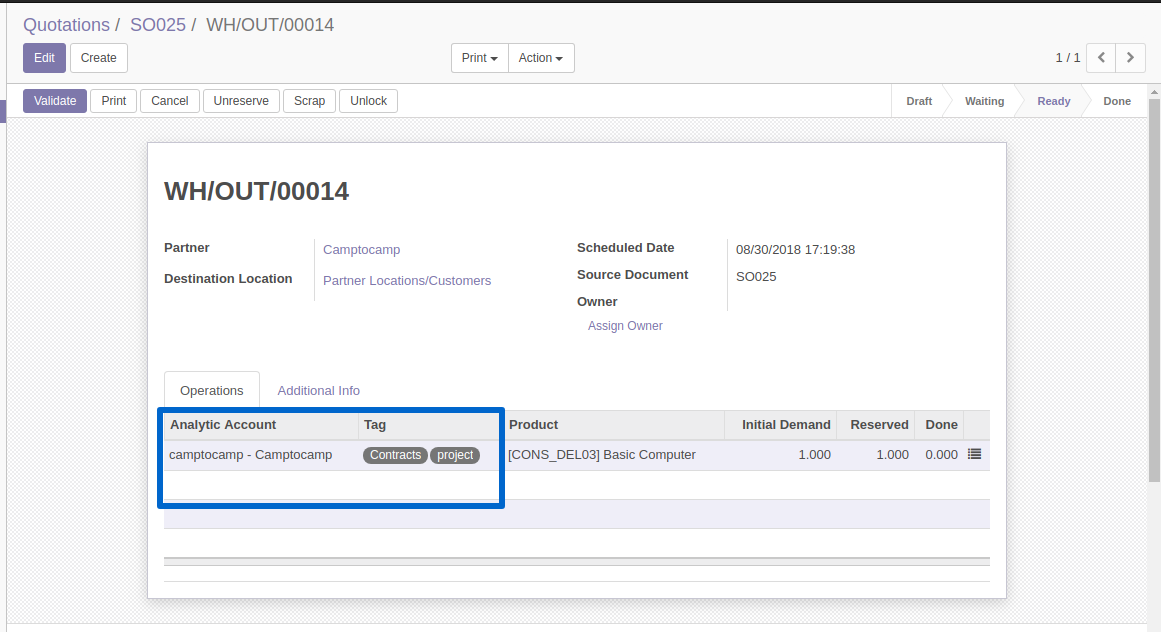 Quotations / SO025 / WH/OUT/00014
Edit Create Print Action 1 / 1
Validate Print Cancel Unreserve Scrap Unlock Draft Waiting Ready Done
WH/OUT/00014
Partner Camptocamp Scheduled Date 08/30/2018 17:19:38
Destination Location Partner Locations/Customers Source Document SO025
Owner
Assign Owner
Operations Additional Info
Analytic Account Tag Product Initial Demand Reserved Done
camptocamp - Camptocamp Contracts project [CONS_DEL03] Basic Computer 1.000 1.000 0.000